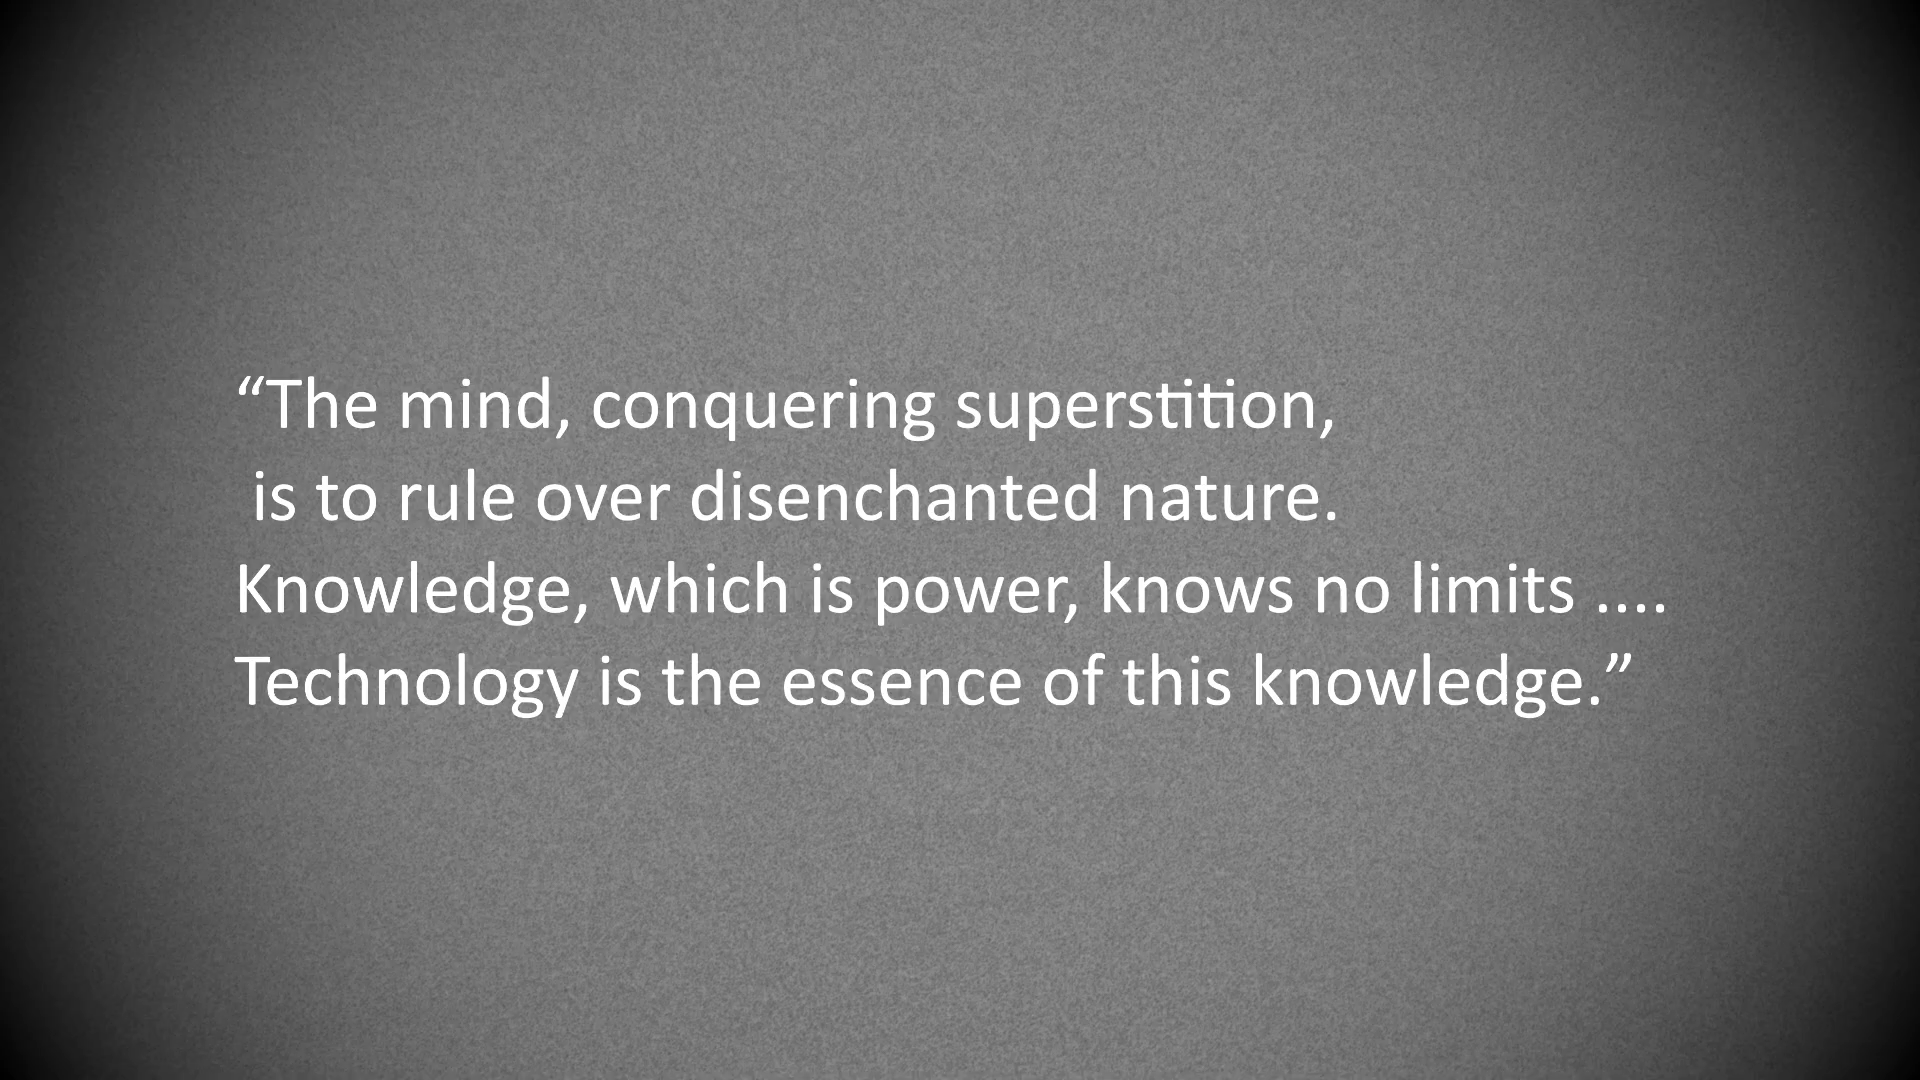 “The mind, conquering superstition,
is to rule over disenchanted nature.
Knowledge, which is power, knows no limits ....
Technology is the essence of this knowledge.”